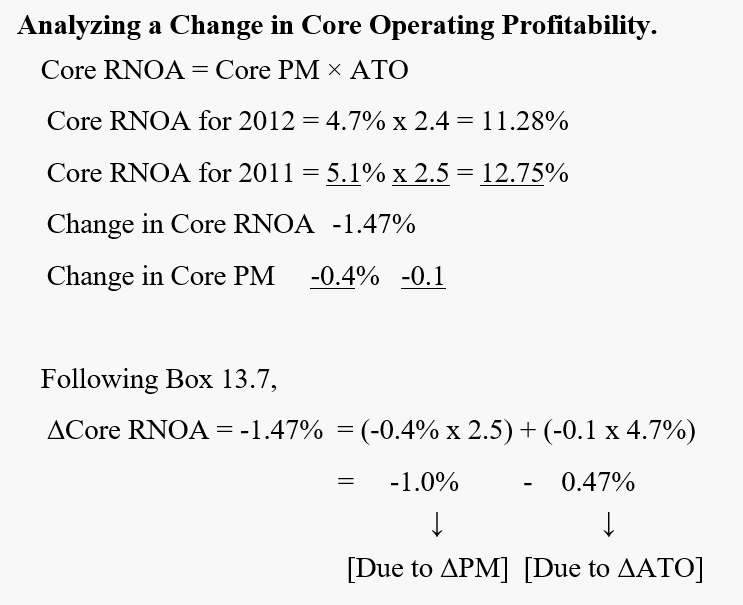 Analyzing a Change in Core Operating Profitability.
Core RNOA = Core PM × ATO
Core RNOA for 2012 = 4.7% x 2.4 = 11.28%
Core RNOA for 2011 = 5.1% x 2.5 = 12.75%
Change in Core RNOA -1.47%
Change in Core PM -0.4% -0.1
Following Box 13.7,
ΔCore RNOA = -1.47% = (-0.4% x 2.5) + (-0.1 x 4.7%)
= -1.0% - 0.47%
↓ ↓
[Due to ΔPM] [Due to ΔATO]